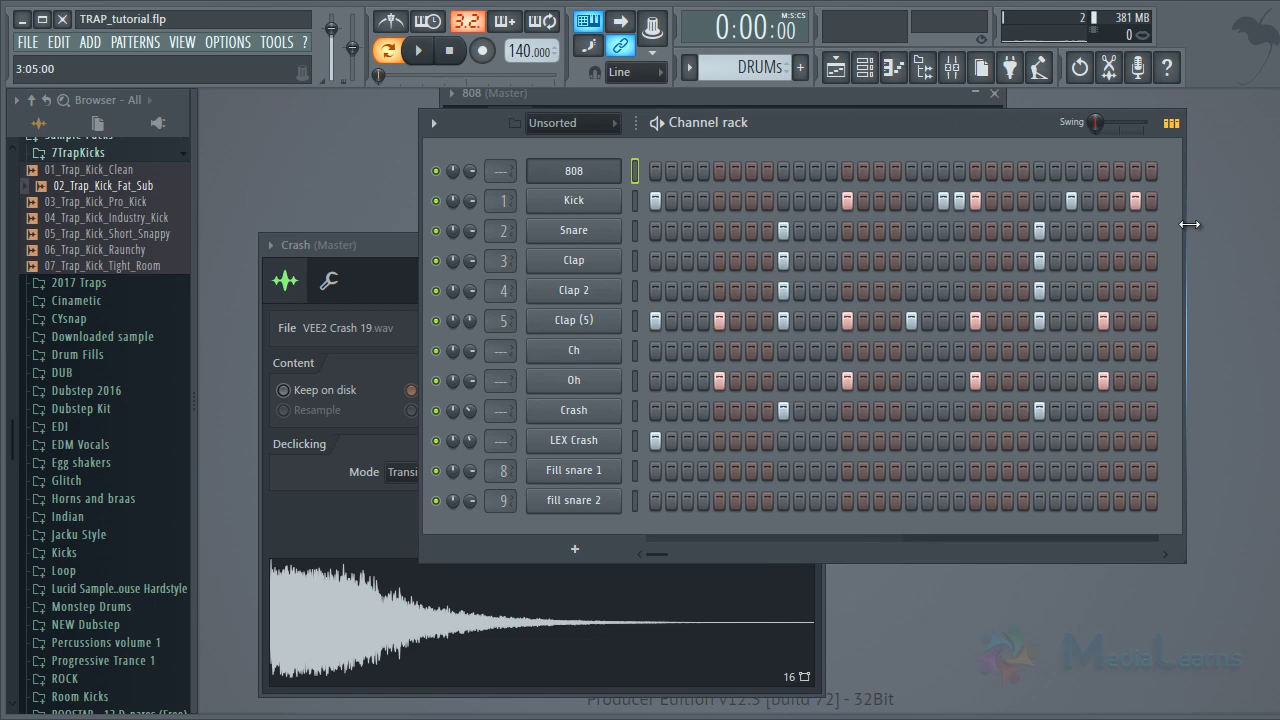 TRAP_tutorial.flp
FILE EDIT ADD PATTERNS VIEW OPTIONS TOOLS ?
3:05:00
3.2.
140.000
Line
0:00:00
M:S:CS
DRUMs
2
381 MB
0
Browser - All
7TrapKicks
01_Trap_Kick_Clean
02_Trap_Kick_Fat_Sub
03_Trap_Kick_Pro_Kick
04_Trap_Kick_Industry_Kick
05_Trap_Kick_Short_Snappy
06_Trap_Kick_Raunchy
07_Trap_Kick_Tight_Room
2017 Traps
Cinametic
CYsnap
Downloaded sample
Drum Fills
DUB
Dubstep 2016
Dubstep Kit
EDI
EDM Vocals
Egg shakers
Glitch
Horns and braas
Indian
Jacku Style
Kicks
Loop
Lucid Sample..ouse Hardstyle
Monstep Drums
NEW Dubstep
Percussions volume 1
Progressive Trance 1
ROCK
Room Kicks
808 (Master)
Unsorted
Channel rack
Swing
--- 808
1 Kick
2 Snare
3 Clap
4 Clap 2
5 Clap (5)
--- Ch
--- Oh
--- Crash
--- LEX Crash
8 Fill snare 1
9 fill snare 2
+
Crash (Master)
File VEE2 Crash 19.wav
Content
Keep on disk
Resample
Declicking
Mode Transi
16
Producer Edition v12.5 [build 72] - 32Bit
MediaLearns